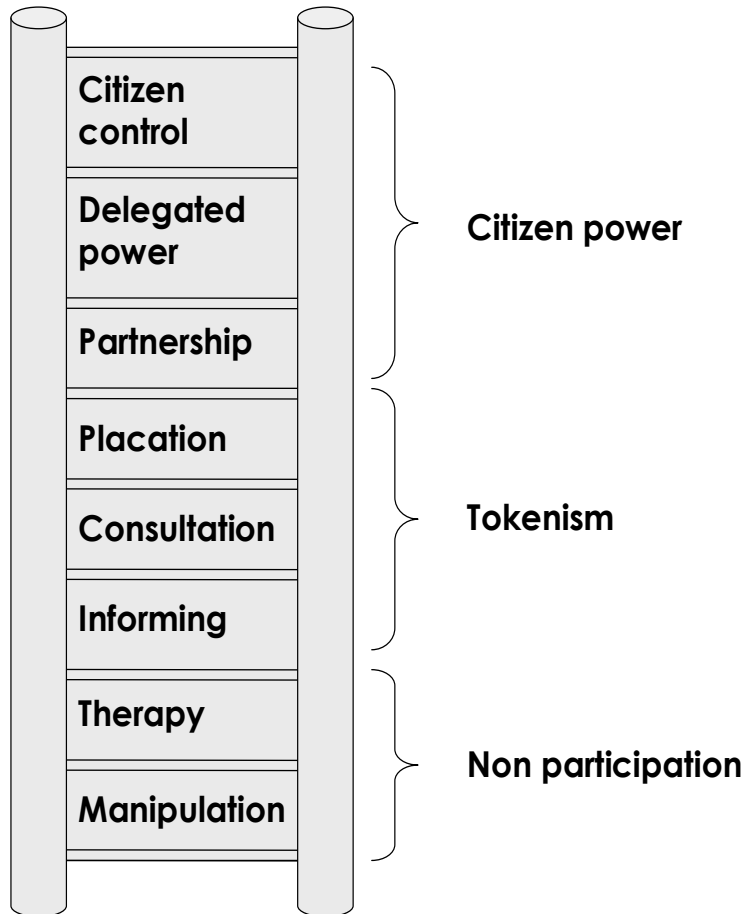 Citizen
control
Delegated
power
Partnership
Placation
Consultation
Informing
Therapy
Manipulation
Citizen power
Tokenism
Non participation